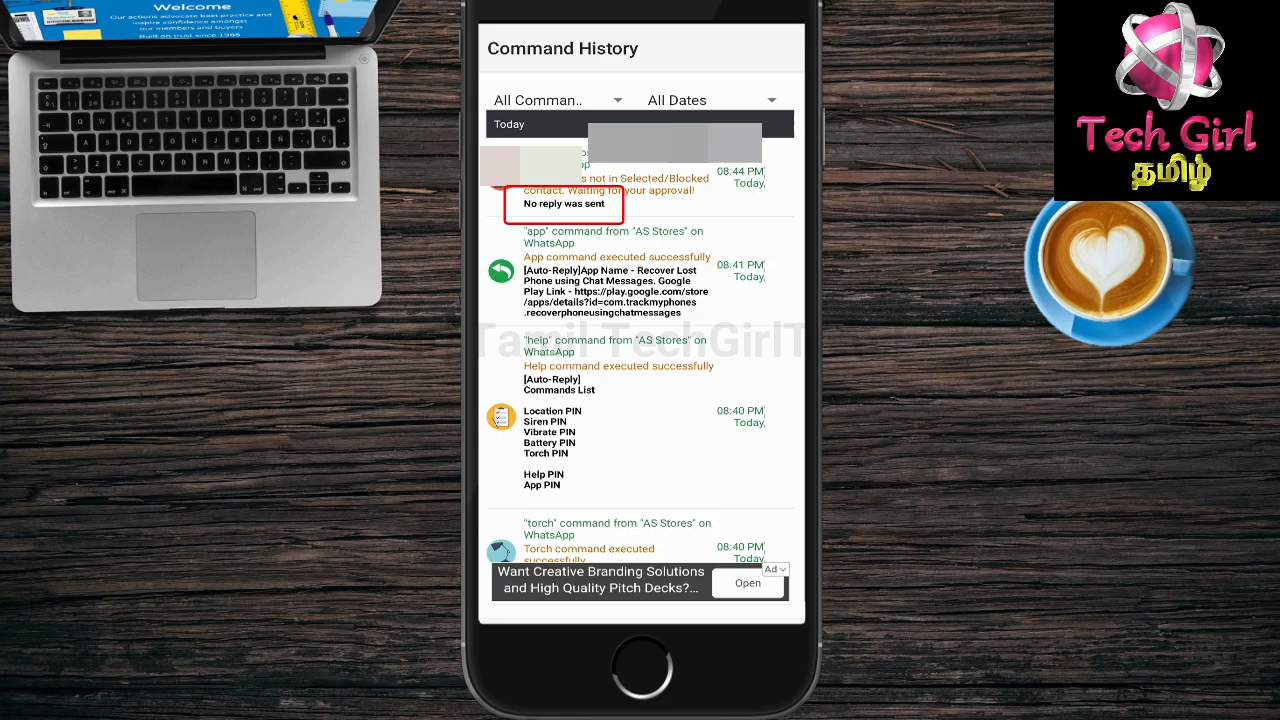 Welcome
Our actions advocate best practice and
inspire confidence amongst
our members and buyers
Built on trust since 1986
Tech Girl
தமிழ்
Command History
All Comman..
All Dates
Today
not in Selected/Blocked
contact. Waiting for your approval!
No reply was sent
08:44 PM
Today,
"app" command from "AS Stores" on
WhatsApp
App command executed successfully
[Auto-Reply]App Name - Recover Lost
Phone using Chat Messages. Google
Play Link - https://play.google.com/store
/apps/details?id=com.trackmyphones
.recoverphoneusingchatmessages
08:41 PM
Today,
Tamil TechGirlT
"help" command from "AS Stores" on
WhatsApp
Help command executed successfully
[Auto-Reply]
Commands List
Location PIN
Siren PIN
Vibrate PIN
Battery PIN
Torch PIN
Help PIN
App PIN
08:40 PM
Today,
"torch" command from "AS Stores" on
WhatsApp
Torch command executed
successfully
08:40 PM
Today,
Want Creative Branding Solutions
and High Quality Pitch Decks?...
Open
Ad